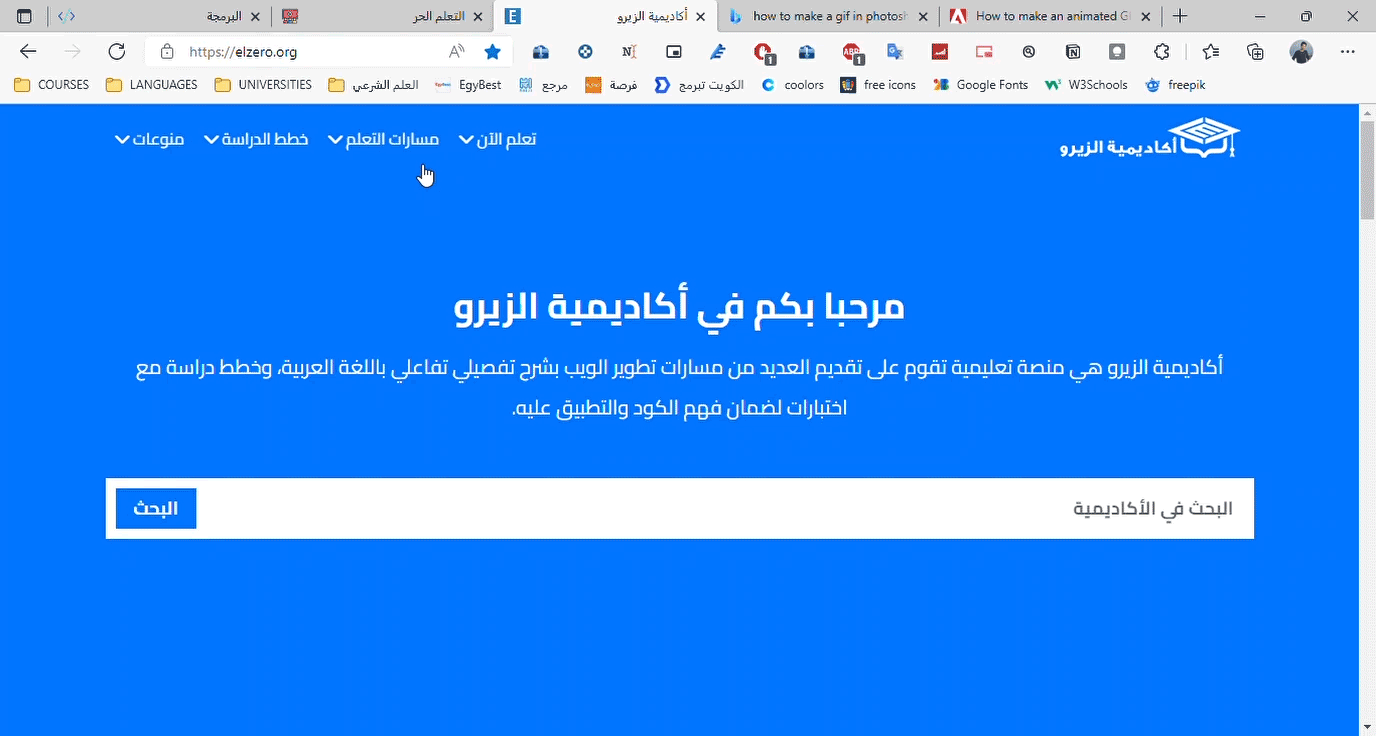 البرمجة
التعلم الحر
أكاديمية الزيرو
how to make a gif in photosh
How to make an animated GI
https://elzero.org
COURSES
LANGUAGES
UNIVERSITIES
العلم الشرعي
EgyBest
مرجع
فرصة
الكويت تبرمج
coolors
free icons
Google Fonts
W3Schools
freepik
أكاديمية الزيرو
تعلم الآن
مسارات التعلم
خطط الدراسة
منوعات
مرحبا بكم في أكاديمية الزيرو
أكاديمية الزيرو هي منصة تعليمية تقوم على تقديم العديد من مسارات تطوير الويب بشرح تفصيلي تفاعلي باللغة العربية، وخطط دراسة مع
اختبارات لضمان فهم الكود والتطبيق عليه.
البحث في الأكاديمية
البحث